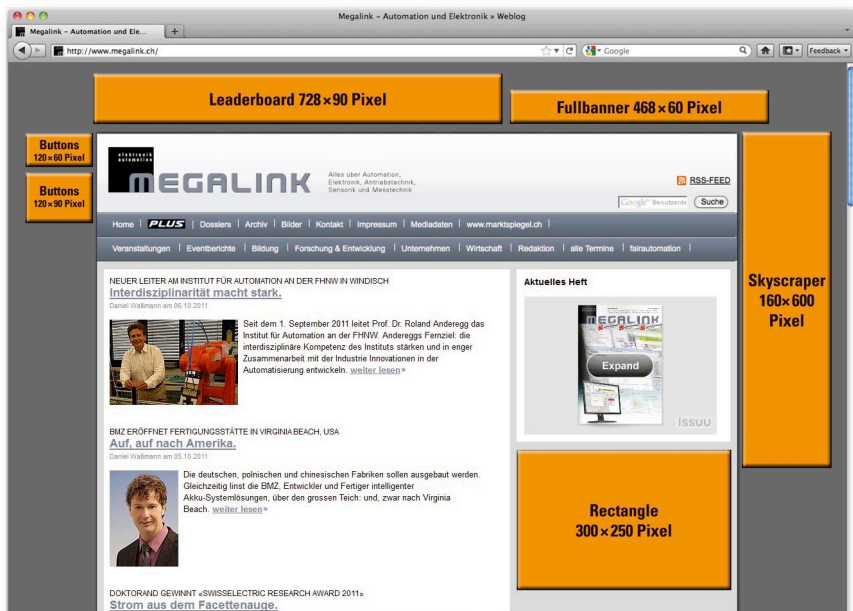 Megalink - Automation und Elektronik » Weblog
Megalink - Automation und Ele...
http://www.megalink.ch/
Google
Feedback
Leaderboard 728×90 Pixel
Fullbanner 468×60 Pixel
Buttons
120×60 Pixel
Buttons
120×90 Pixel
elektronik
automation
MEGALINK
Alles über Automation,
Elektronik, Antriebstechnik,
Sensorik und Messtechnik
RSS-FEED
Google™ Benutzerde
Suche
Home | PLUS | Dossiers | Archiv | Bilder | Kontakt | Impressum | Mediadaten | www.marktspiegel.ch |
Veranstaltungen | Eventberichte | Bildung | Forschung & Entwicklung | Unternehmen | Wirtschaft | Redaktion | alle Termine | fairautomation |
NEUER LEITER AM INSTITUT FÜR AUTOMATION AN DER FHNW IN WINDISCH
Interdisziplinarität macht stark.
Daniel Wallmann am 06.10.2011
Seit dem 1. September 2011 leitet Prof. Dr. Roland Anderegg das
Institut für Automation an der FHNW. Andereggs Fernziel: die
interdisziplinäre Kompetenz des Instituts stärken und in enger
Zusammenarbeit mit der Industrie Innovationen in der
Automatisierung entwickeln. weiter lesen»
BMZ ERÖFFNET FERTIGUNGSSTÄTTE IN VIRGINIA BEACH, USA
Auf, auf nach Amerika.
Daniel Wallmann am 05.10.2011
Die deutschen, polnischen und chinesischen Fabriken sollen ausgebaut werden.
Gleichzeitig linst die BMZ, Entwickler und Fertiger intelligenter
Akku-Systemlösungen, über den grossen Teich: und, zwar nach Virginia
Beach. weiter lesen»
DOKTORAND GEWINNT «SWISSELECTRIC RESEARCH AWARD 2011»
Strom aus dem Facettenauge.
Aktuelles Heft
MEGALINK
Expand
issuu
Rectangle
300×250 Pixel
Skyscraper
160×600
Pixel